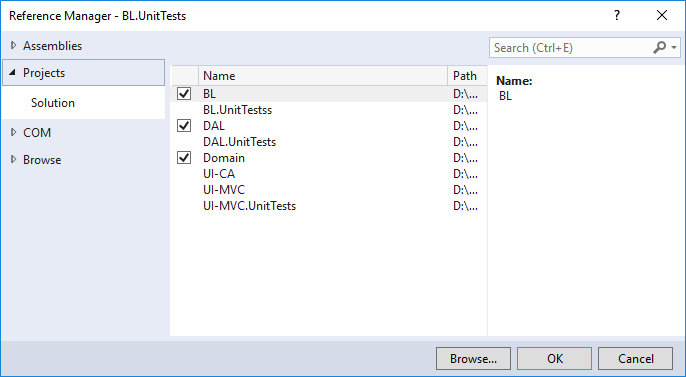 Reference Manager - BL.UnitTests
?
Assemblies
Projects
Solution
COM
Browse
Search (Ctrl+E)
Name Path
BL D:\...
BL.UnitTestss D:\...
DAL D:\...
DAL.UnitTests D:\...
Domain D:\...
UI-CA D:\...
UI-MVC D:\...
UI-MVC.UnitTests D:\...
Name:
BL
Browse... OK Cancel